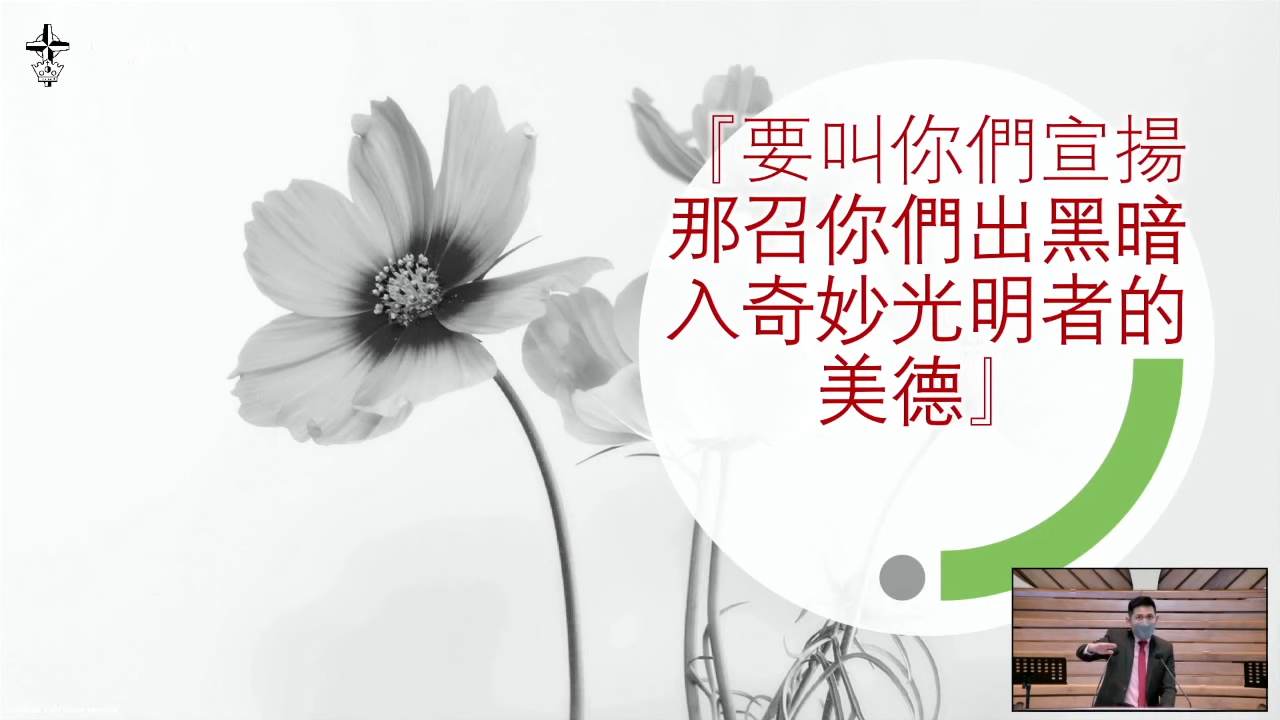 『要叫你們宣揚
那召你們出黑暗
入奇妙光明者的
美德』